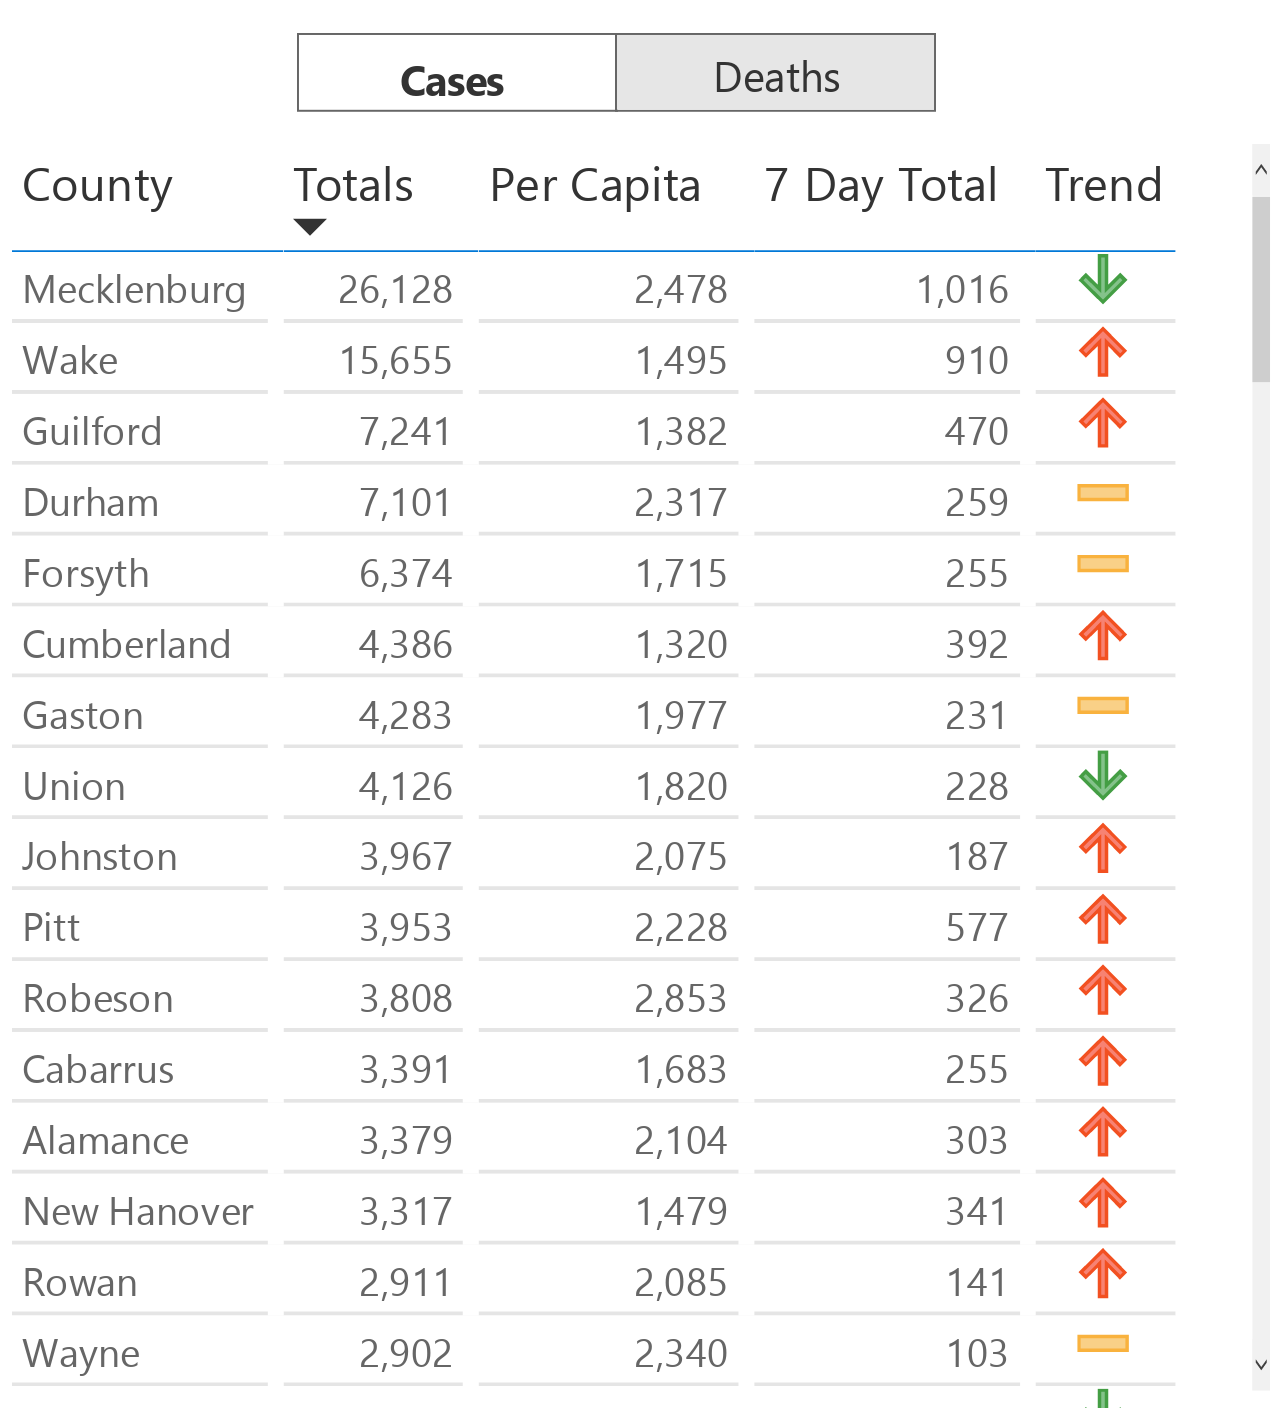 Cases Deaths
County Totals Per Capita 7 Day Total Trend
Mecklenburg 26,128 2,478 1,016
Wake 15,655 1,495 910
Guilford 7,241 1,382 470
Durham 7,101 2,317 259
Forsyth 6,374 1,715 255
Cumberland 4,386 1,320 392
Gaston 4,283 1,977 231
Union 4,126 1,820 228
Johnston 3,967 2,075 187
Pitt 3,953 2,228 577
Robeson 3,808 2,853 326
Cabarrus 3,391 1,683 255
Alamance 3,379 2,104 303
New Hanover 3,317 1,479 341
Rowan 2,911 2,085 141
Wayne 2,902 2,340 103